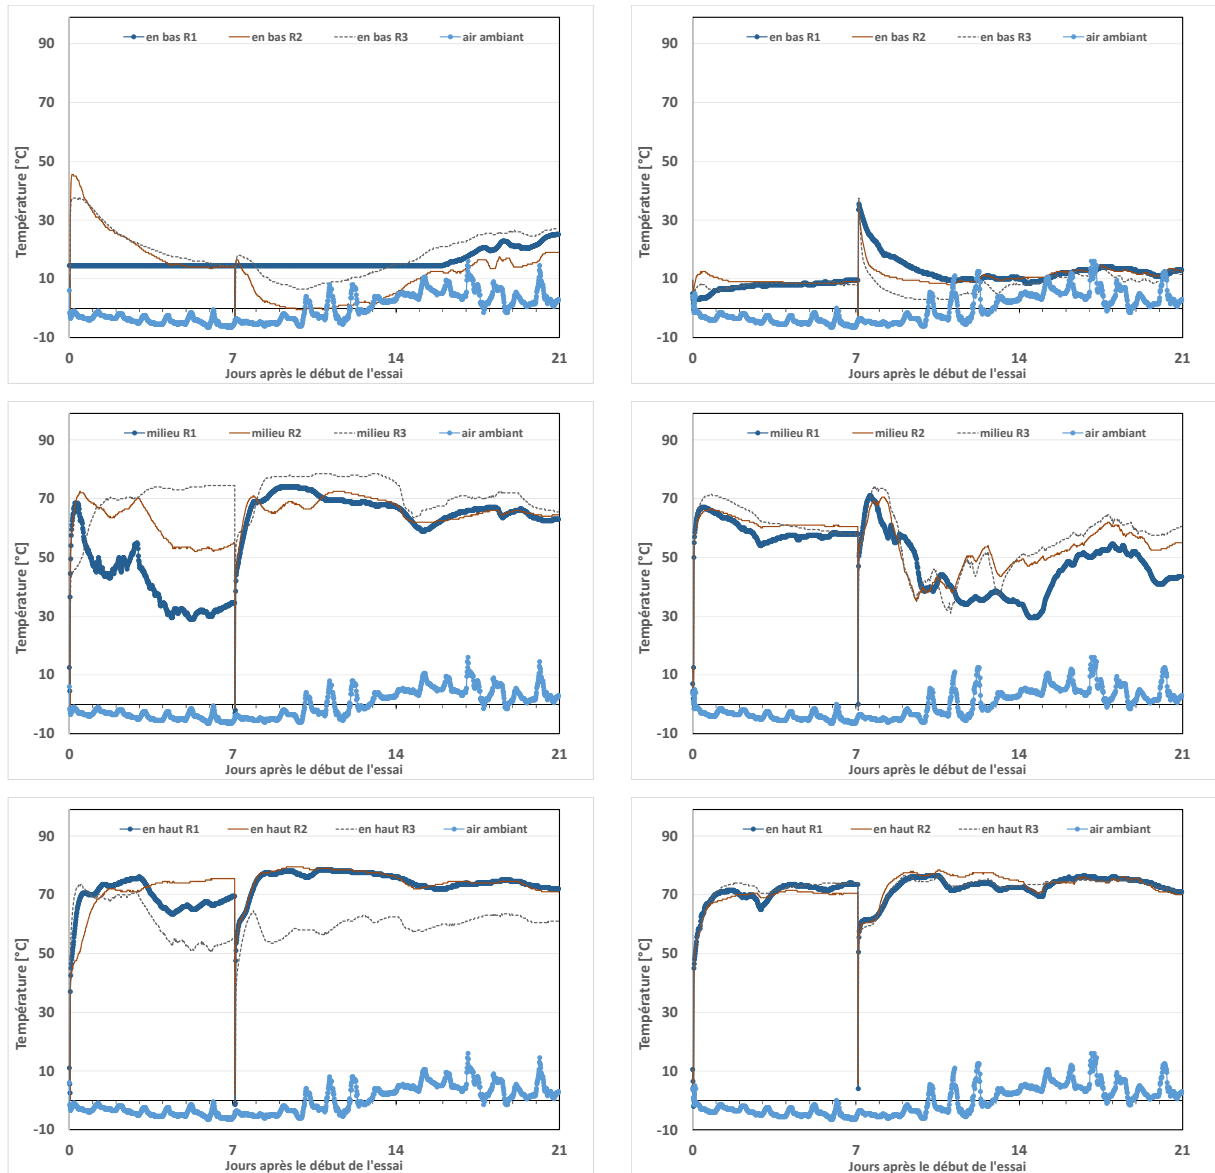 en bas R1 en bas R2 en bas R3 air ambiant
90
70
50
30
10
-10
Température [°C]
0 7 14 21
Jours après le début de l'essai
en bas R1 en bas R2 en bas R3 air ambiant
90
70
50
30
10
-10
Température [°C]
0 7 14 21
Jours après le début de l'essai
milieu R1 milieu R2 milieu R3 air ambiant
90
70
50
30
10
-10
Température [°C]
0 7 14 21
Jours après le début de l'essai
milieu R1 milieu R2 milieu R3 air ambiant
90
70
50
30
10
-10
Température [°C]
0 7 14 21
Jours après le début de l'essai
en haut R1 en haut R2 en haut R3 air ambiant
90
70
50
30
10
-10
Température [°C]
0 7 14 21
Jours après le début de l'essai
en haut R1 en haut R2 en haut R3 air ambiant
90
70
50
30
10
-10
Température [°C]
0 7 14 21
Jours après le début de l'essai